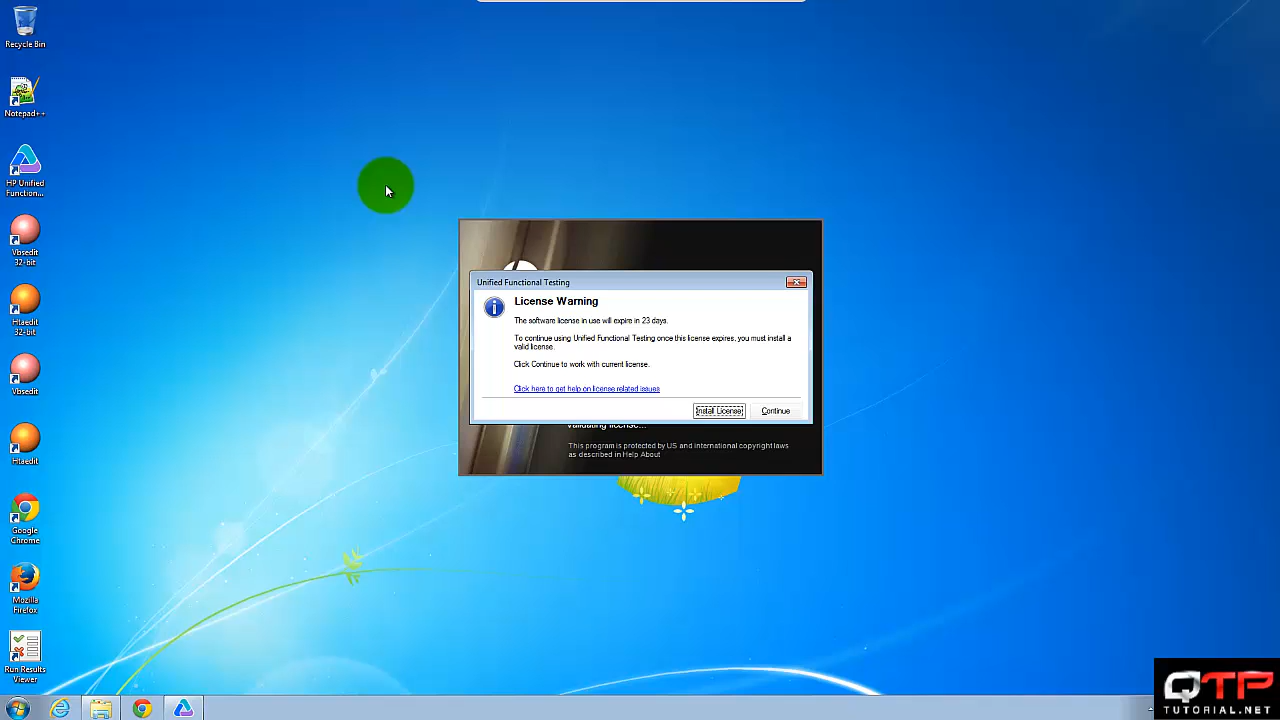 Recycle Bin
Notepad++
HP Unified
Function...
Vbsedit
32-bit
Htaedit
32-bit
Vbsedit
Htaedit
Google
Chrome
Mozilla
Firefox
Run Results
Viewer
Unified Functional Testing
License Warning
The software license in use will expire in 23 days.
To continue using Unified Functional Testing once this license expires, you must install a
valid license.
Click Continue to work with current license.
Click here to get help on license related issues
Install License
Continue
Validating license...
This program is protected by US and international copyright laws
as described in Help About
QTP
TUTORIAL.NET